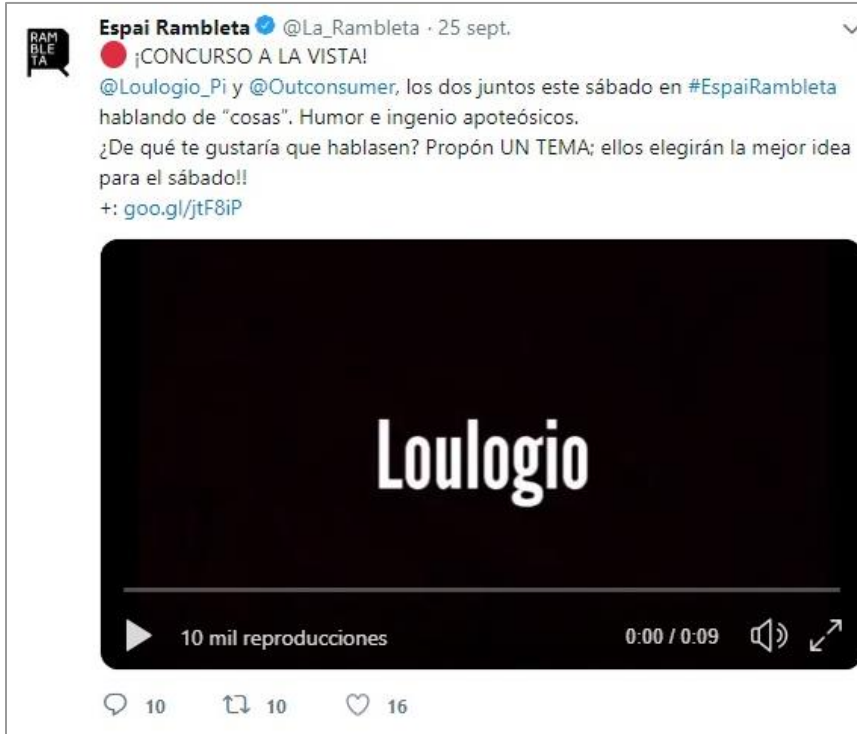 RAM
BLE
TA
Espai Rambleta @La_Rambleta · 25 sept.
¡CONCURSO A LA VISTA!
@Loulogio_Pi y @Outconsumer, los dos juntos este sábado en #EspaiRambleta
hablando de “cosas”. Humor e ingenio apoteósicos.
¿De qué te gustaría que hablasen? Propón UN TEMA; ellos elegirán la mejor idea
para el sábado!!
+: goo.gl/jtF8iP
Loulogio
10 mil reproducciones 0:00 / 0:09
10 10 16